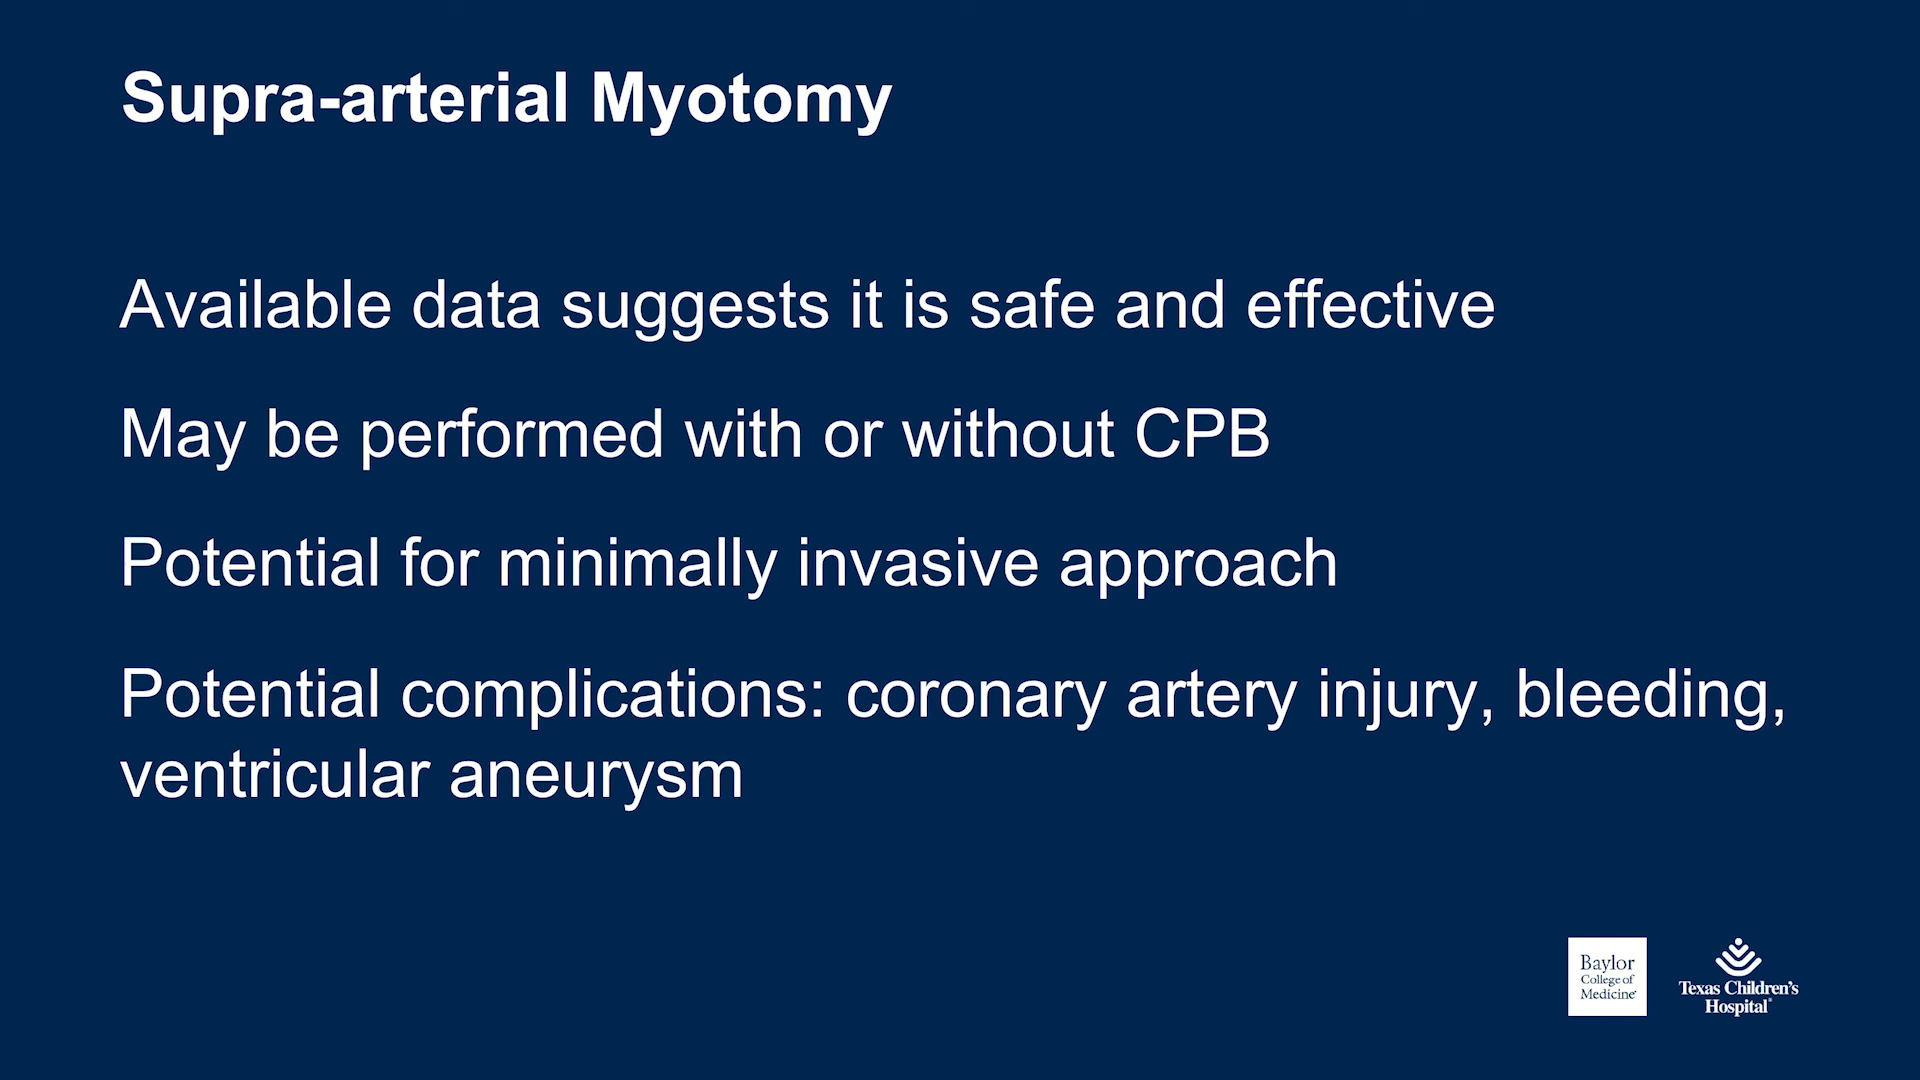 Supra-arterial Myotomy
Available data suggests it is safe and effective
May be performed with or without CPB
Potential for minimally invasive approach
Potential complications: coronary artery injury, bleeding,
ventricular aneurysm
Baylor
College of
Medicine®
Texas Children's
Hospital®